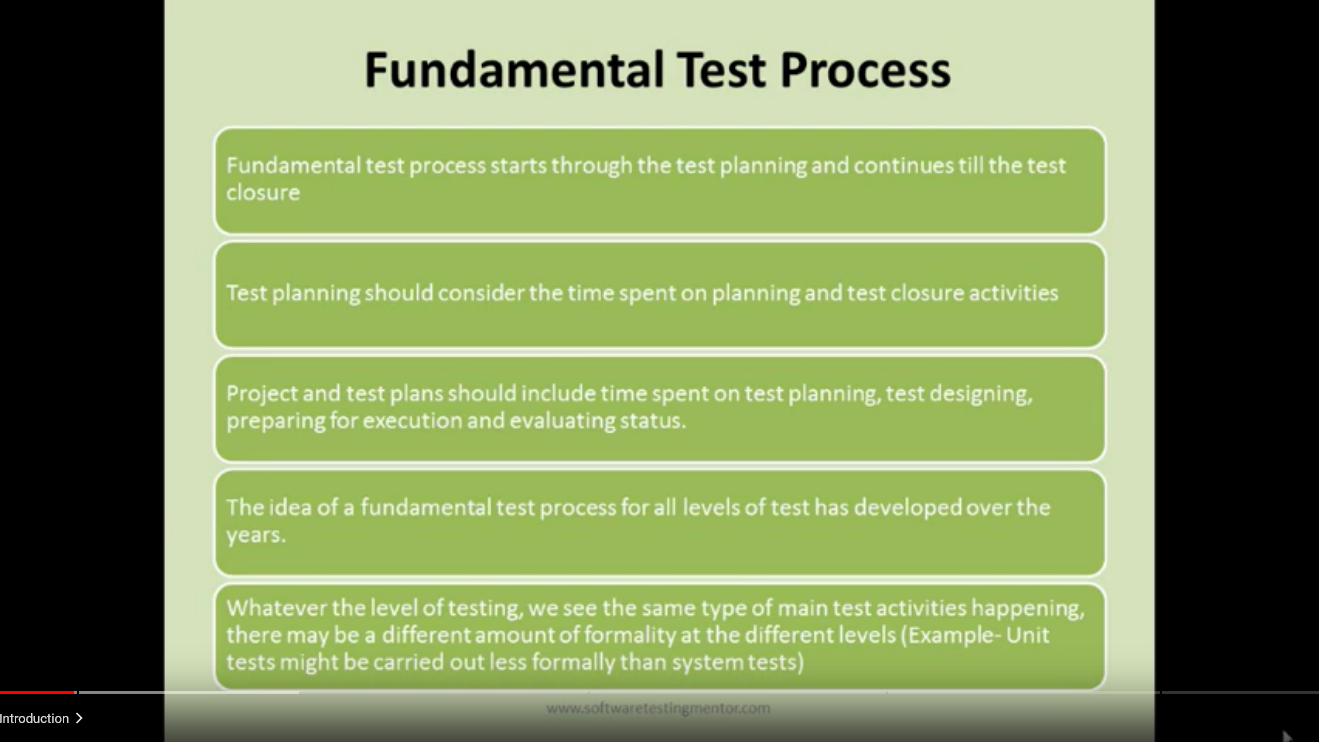 Fundamental Test Process
Fundamental test process starts through the test planning and continues till the test
closure
Test planning should consider the time spent on planning and test closure activities
Project and test plans should include time spent on test planning, test designing,
preparing for execution and evaluating status.
The idea of a fundamental test process for all levels of test has developed over the
years.
Whatever the level of testing, we see the same type of main test activities happening,
there may be a different amount of formality at the different levels (Example- Unit
tests might be carried out less formally than system tests)
www.softwaretestingmentor.com
Introduction